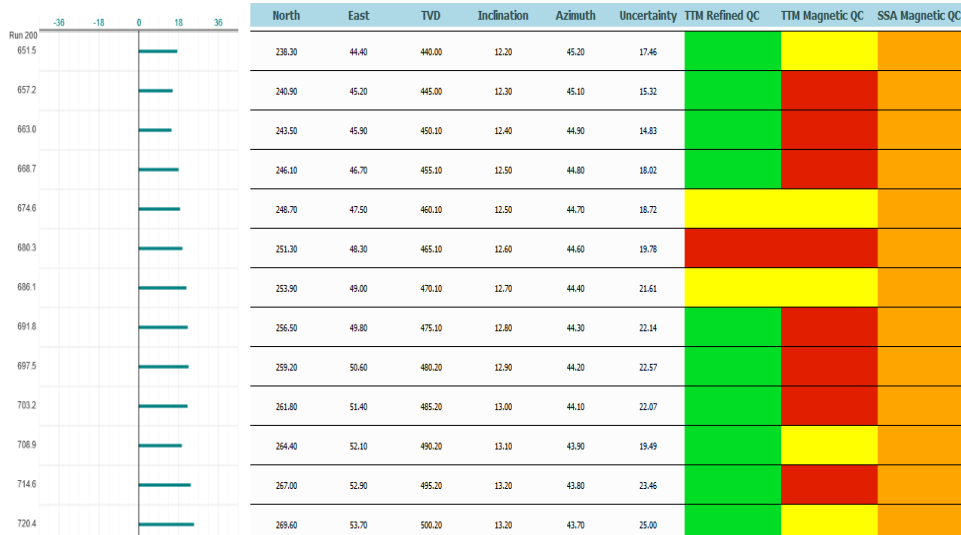 -36 -18 0 18 36 North East TVD Inclination Azimuth Uncertainty TTM Refined QC TTM Magnetic QC SSA Magnetic QC
Run 200
651.5 238.30 44.40 440.00 12.20 45.20 17.46
657.2 240.90 45.20 445.00 12.30 45.10 15.32
663.0 243.50 45.90 450.10 12.40 44.90 14.83
668.7 246.10 46.70 455.10 12.50 44.80 18.02
674.6 248.70 47.50 460.10 12.50 44.70 18.72
680.3 251.30 48.30 465.10 12.60 44.60 19.78
686.1 253.90 49.00 470.10 12.70 44.40 21.61
691.8 256.50 49.80 475.10 12.80 44.30 22.14
697.5 259.20 50.60 480.20 12.90 44.20 22.57
703.2 261.80 51.40 485.20 13.00 44.10 22.07
708.9 264.40 52.10 490.20 13.10 43.90 19.49
714.6 267.00 52.90 495.20 13.20 43.80 23.46
720.4 269.60 53.70 500.20 13.20 43.70 25.00